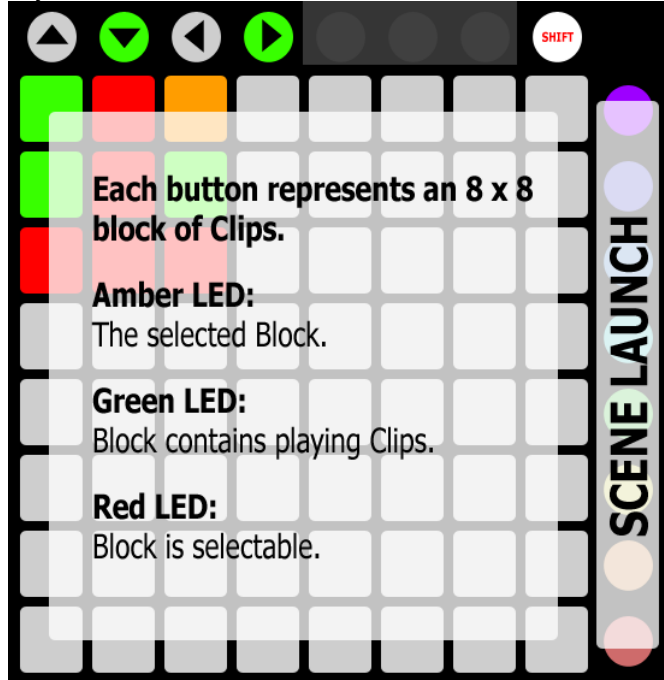 SHIFT
Each button represents an 8 x 8
block of Clips.
Amber LED:
The selected Block.
Green LED:
Block contains playing Clips.
Red LED:
Block is selectable.
SCENE LAUNCH